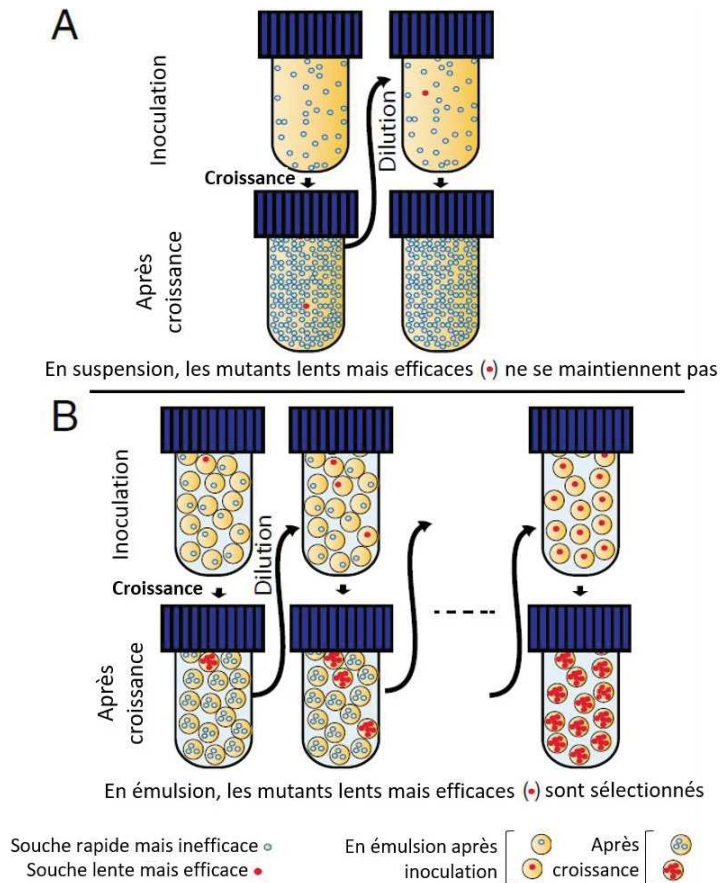 A
Inoculation
Dilution
Croissance
Après
croissance
En suspension, les mutants lents mais efficaces (•) ne se maintiennent pas
B
Inoculation
Dilution
Croissance
Après
croissance
En émulsion, les mutants lents mais efficaces (•) sont sélectionnés
Souche rapide mais inefficace
Souche lente mais efficace
En émulsion après
inoculation
Après
croissance